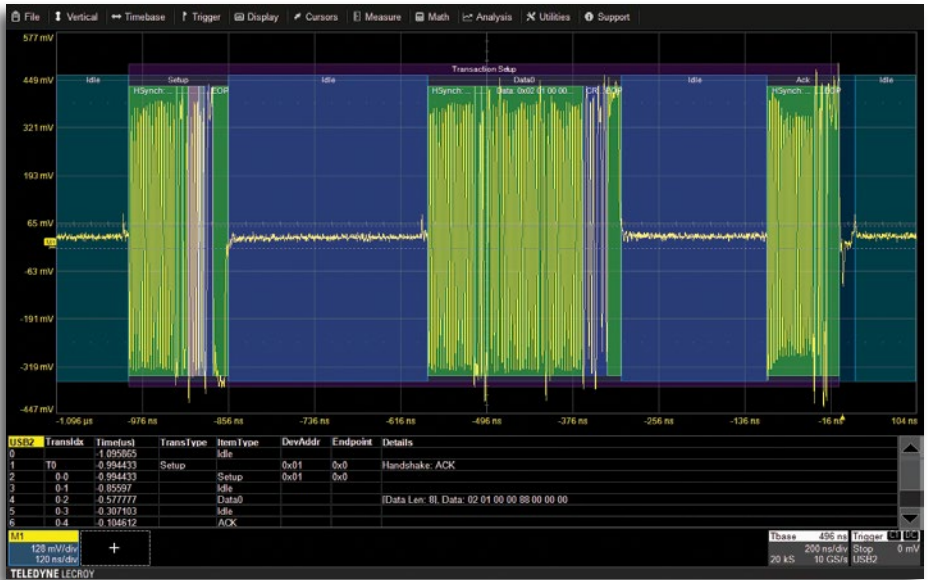 File Vertical Timebase Trigger Display Cursors Measure Math Analysis Utilities Support
577 mV
Transaction Setup
449 mV Idle Setup Idle Data0 Idle Ack Idle
HSynch:... EOP HSynch:... Data: 0x02 01 00 00... CR... EOP HSynch:... EOP
321 mV
193 mV
65 mV
-63 mV
-191 mV
-319 mV
-447 mV
-1.096 µs -976 ns -856 ns -736 ns -616 ns -496 ns -376 ns -256 ns -136 ns -16 ns 104 ns
USB2 TransIdx Time(us) TransType ItemType DevAddr Endpoint Details
0 -1.095865 Idle
1 T0 -0.994433 Setup 0x01 0x0 Handshake: ACK
2 0-0 -0.994433 Setup 0x01 0x0
3 0-1 -0.85597 Idle
4 0-2 -0.577777 Data0 [Data Len: 8], Data: 02 01 00 00 88 00 00 00
5 0-3 -0.307103 Idle
6 0-4 -0.104612 ACK
M1
128 mV/div
120 ns/div
+
Tbase 496 ns Trigger C1 DC
200 ns/div Stop 0 mV
20 kS 10 GS/s USB2
TELEDYNE LECROY